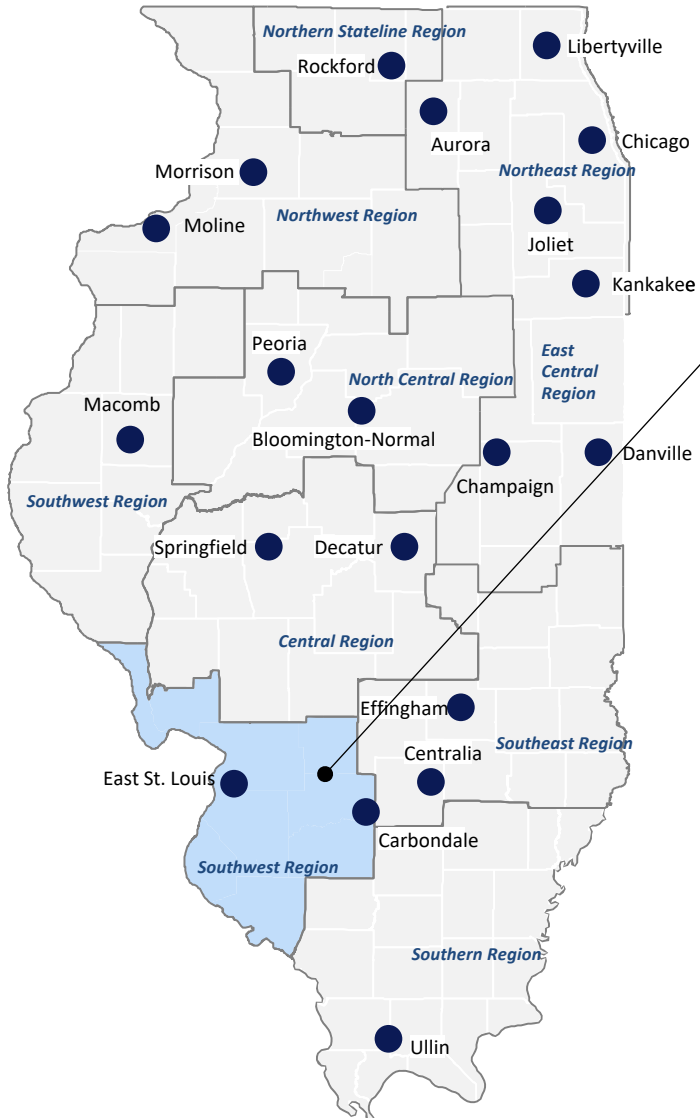 Northern Stateline Region
Libertyville
Rockford
Aurora
Chicago
Morrison
Northeast Region
Northwest Region
Moline
Joliet
Kankakee
Peoria
East
Central
Region
North Central Region
Macomb
Bloomington-Normal
Danville
Champaign
Southwest Region
Springfield
Decatur
Central Region
Effingham
Southeast Region
Centralia
East St. Louis
Carbondale
Southwest Region
Southern Region
Ullin